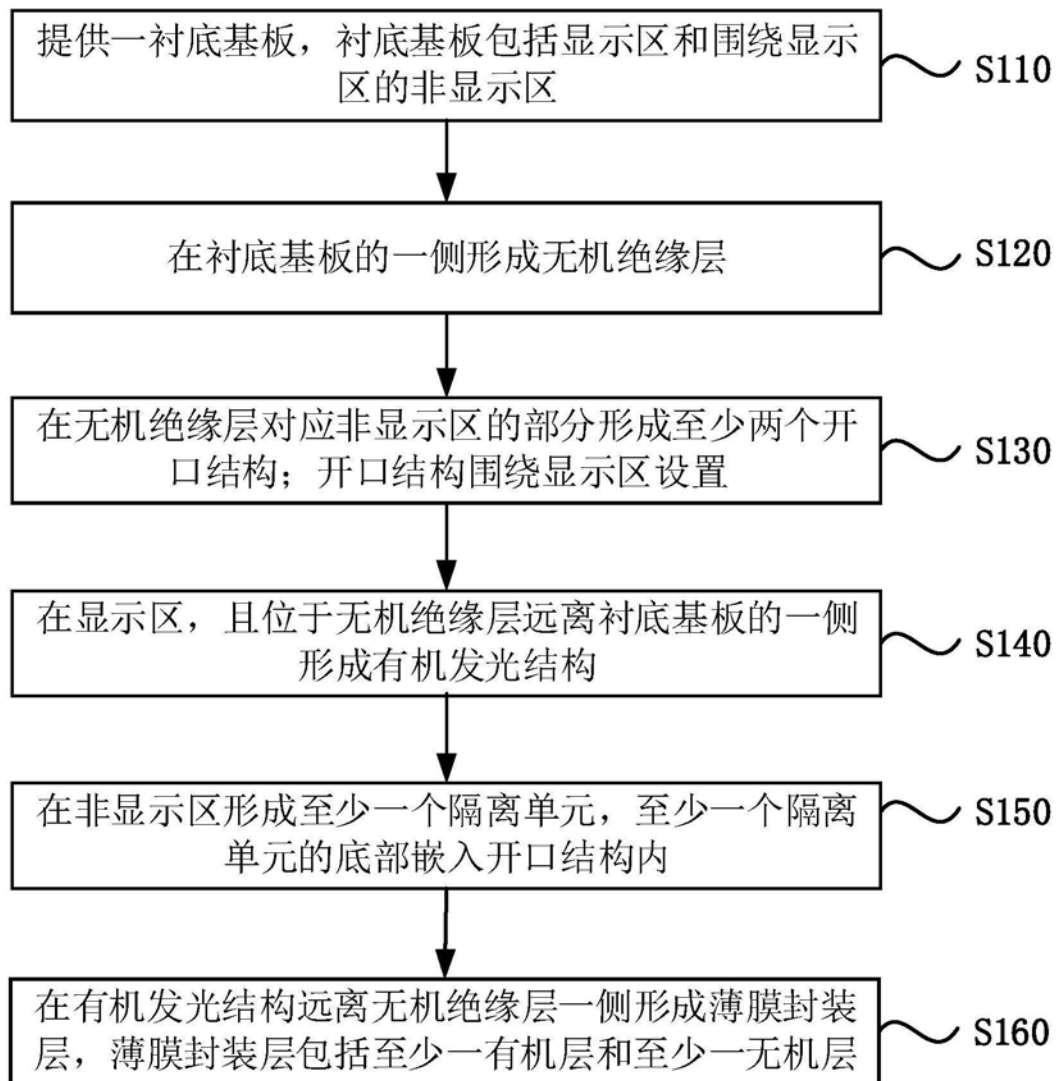 提供一衬底基板，衬底基板包括显示区和围绕显示
区的非显示区
S110
在衬底基板的一侧形成无机绝缘层
S120
在无机绝缘层对应非显示区的部分形成至少两个开
口结构；开口结构围绕显示区设置
S130
在显示区，且位于无机绝缘层远离衬底基板的一侧
形成有机发光结构
S140
在非显示区形成至少一个隔离单元，至少一个隔离
单元的底部嵌入开口结构内
S150
在有机发光结构远离无机绝缘层一侧形成薄膜封装
层，薄膜封装层包括至少一有机层和至少一无机层
S160